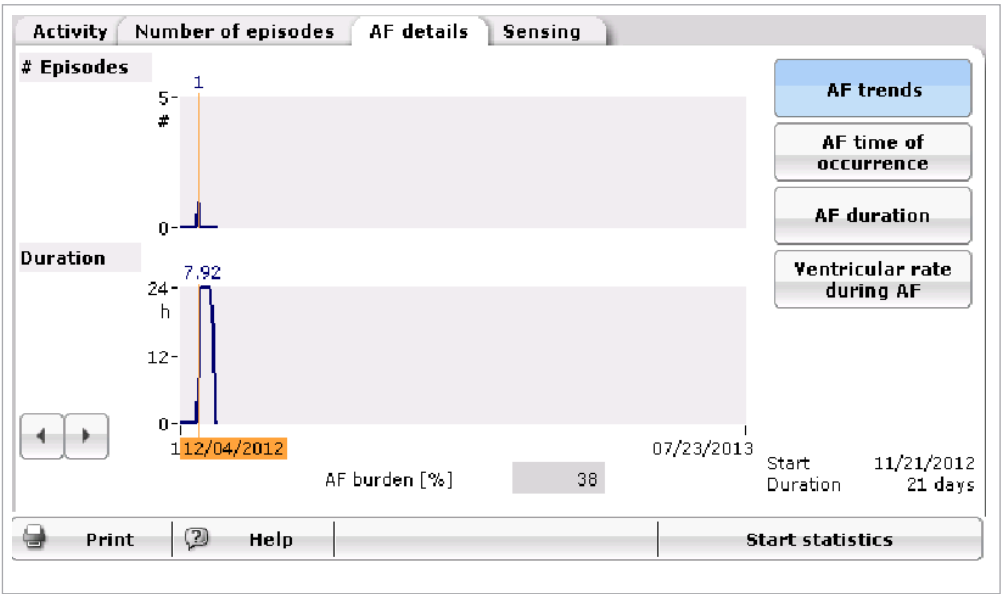 Activity
Number of episodes
AF details
Sensing
# Episodes
1
5
#
0
AF trends
AF time of
occurrence
AF duration
Ventricular rate
during AF
Duration
7.92
24
h
12
0
1 12/04/2012
07/23/2013
AF burden [%]
38
Start 11/21/2012
Duration 21 days
Print
Help
Start statistics